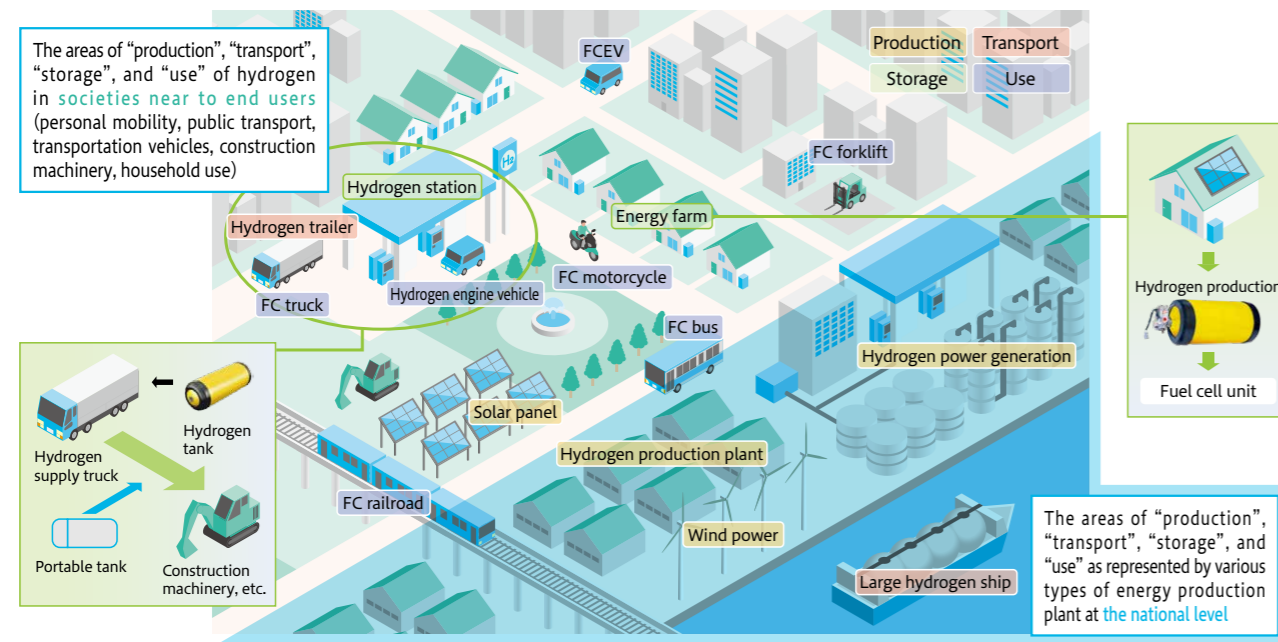 The areas of “production”, “transport”,
“storage”, and “use” of hydrogen
in societies near to end users
(personal mobility, public transport,
transportation vehicles, construction
machinery, household use)
FCEV
Production
Transport
Storage
Use
FC forklift
H2
Hydrogen station
Hydrogen trailer
Energy farm
FC motorcycle
Hydrogen engine vehicle
FC truck
FC bus
Hydrogen production
Fuel cell unit
Hydrogen power generation
Solar panel
Hydrogen
tank
Hydrogen
supply truck
Portable tank
Construction
machinery, etc.
Hydrogen production plant
FC railroad
Wind power
Large hydrogen ship
The areas of “production”,
“transport”, “storage”, and
“use” as represented by various
types of energy production
plant at the national level